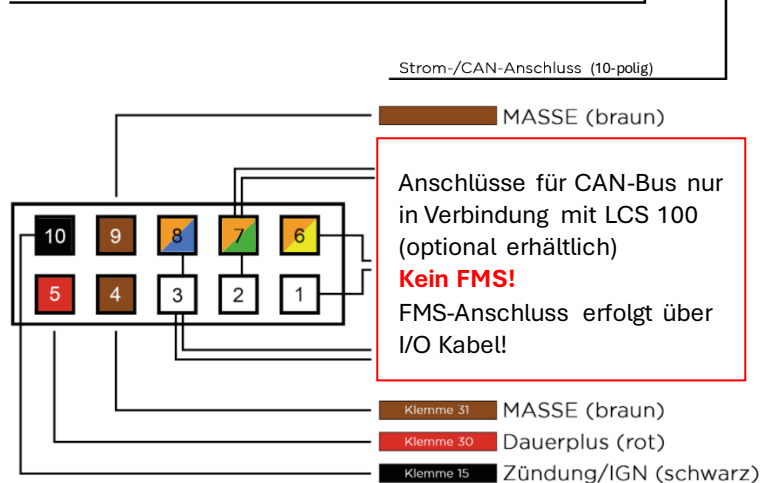 Strom-/CAN-Anschluss (10-polig)
MASSE (braun)
Anschlüsse für CAN-Bus nur
in Verbindung mit LCS 100
(optional erhältlich)
Kein FMS!
FMS-Anschluss erfolgt über
I/O Kabel!
10 9 8 7 6
5 4 3 2 1
Klemme 31 MASSE (braun)
Klemme 30 Dauerplus (rot)
Klemme 15 Zündung/IGN (schwarz)